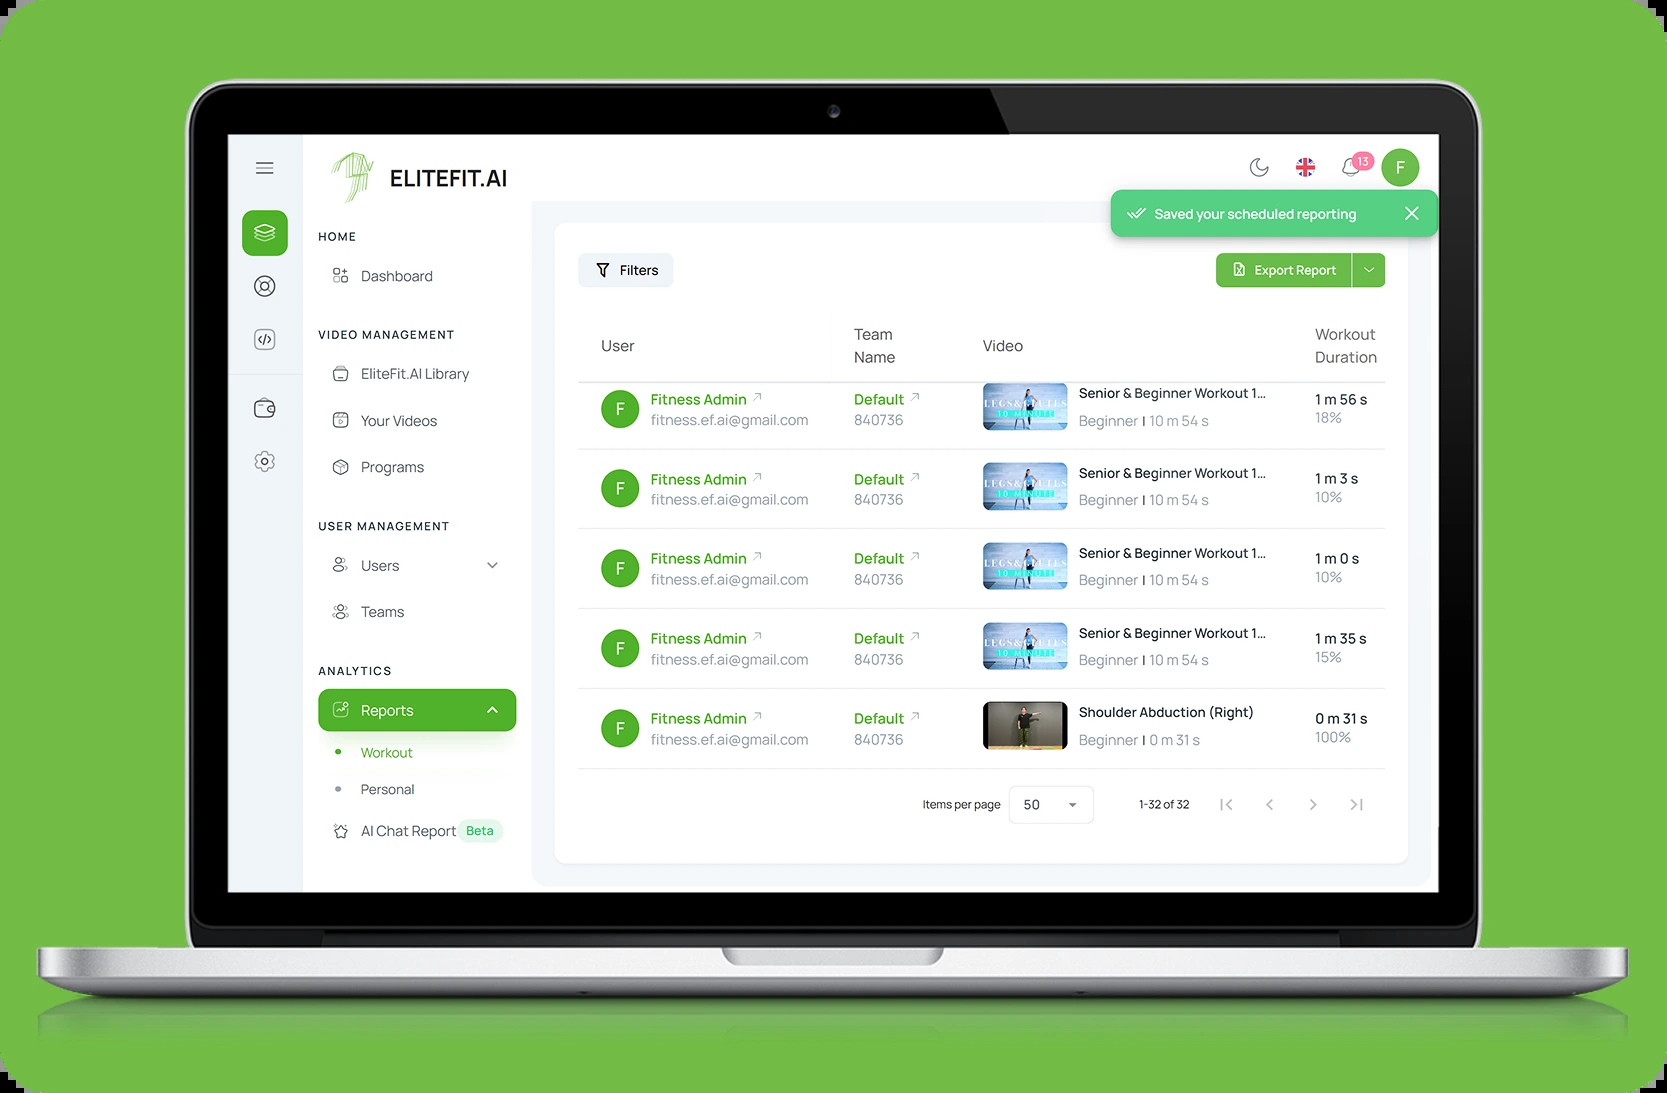 ELITEFIT.AI
13
F
Saved your scheduled reporting
HOME
Dashboard
VIDEO MANAGEMENT
EliteFit.AI Library
Your Videos
Programs
USER MANAGEMENT
Users
Teams
ANALYTICS
Reports
Workout
Personal
AI Chat Report Beta
Filters
Export Report
User
Team
Name
Video
Workout
Duration
F
Fitness Admin
fitness.ef.ai@gmail.com
Default
840736
LEGS&GLUTES
10 MINUTE
Senior & Beginner Workout 1...
Beginner | 10 m 54 s
1 m 56 s
18%
F
Fitness Admin
fitness.ef.ai@gmail.com
Default
840736
LEGS&GLUTES
10 MINUTE
Senior & Beginner Workout 1...
Beginner | 10 m 54 s
1 m 3 s
10%
F
Fitness Admin
fitness.ef.ai@gmail.com
Default
840736
LEGS&GLUTES
10 MINUTE
Senior & Beginner Workout 1...
Beginner | 10 m 54 s
1 m 0 s
10%
F
Fitness Admin
fitness.ef.ai@gmail.com
Default
840736
LEGS&GLUTES
10 MINUTE
Senior & Beginner Workout 1...
Beginner | 10 m 54 s
1 m 35 s
15%
F
Fitness Admin
fitness.ef.ai@gmail.com
Default
840736
Shoulder Abduction (Right)
Beginner | 0 m 31 s
0 m 31 s
100%
Items per page 50 1-32 of 32